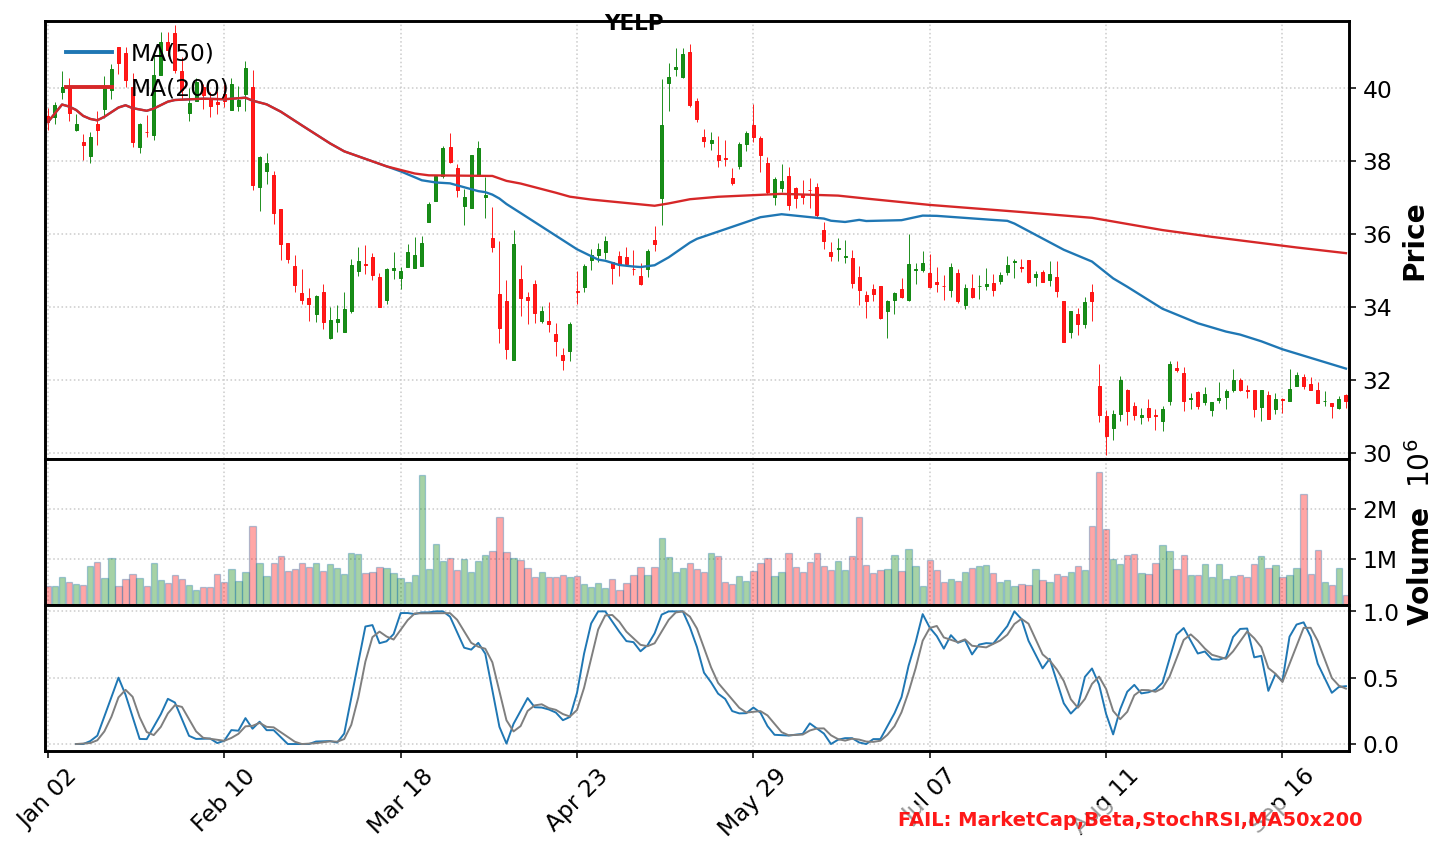 YELP
MA(50)
MA(200)
40
38
36
34
32
30
Price
2M
1M
Volume 10^6
1.0
0.5
0.0
Jan 02
Feb 10
Mar 18
Apr 23
May 29
Jul 07
Aug 11
Sep 16
FAIL: MarketCap,Beta,StochRSI,MA50x200